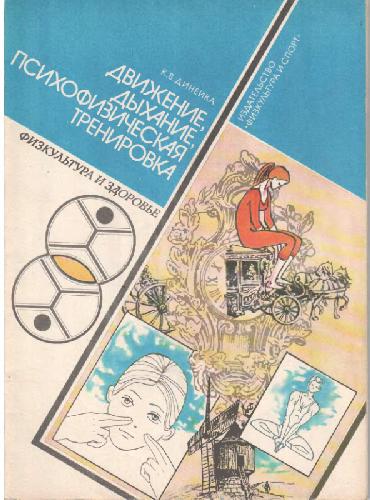 К.В.ДИНЕЙКА
ДВИЖЕНИЕ,
ДЫХАНИЕ,
ПСИХОФИЗИЧЕСКАЯ
ТРЕНИРОВКА
ФИЗКУЛЬТУРА И ЗДОРОВЬЕ
ИЗДАТЕЛЬСТВО
«ФИЗКУЛЬТУРА И СПОРТ»